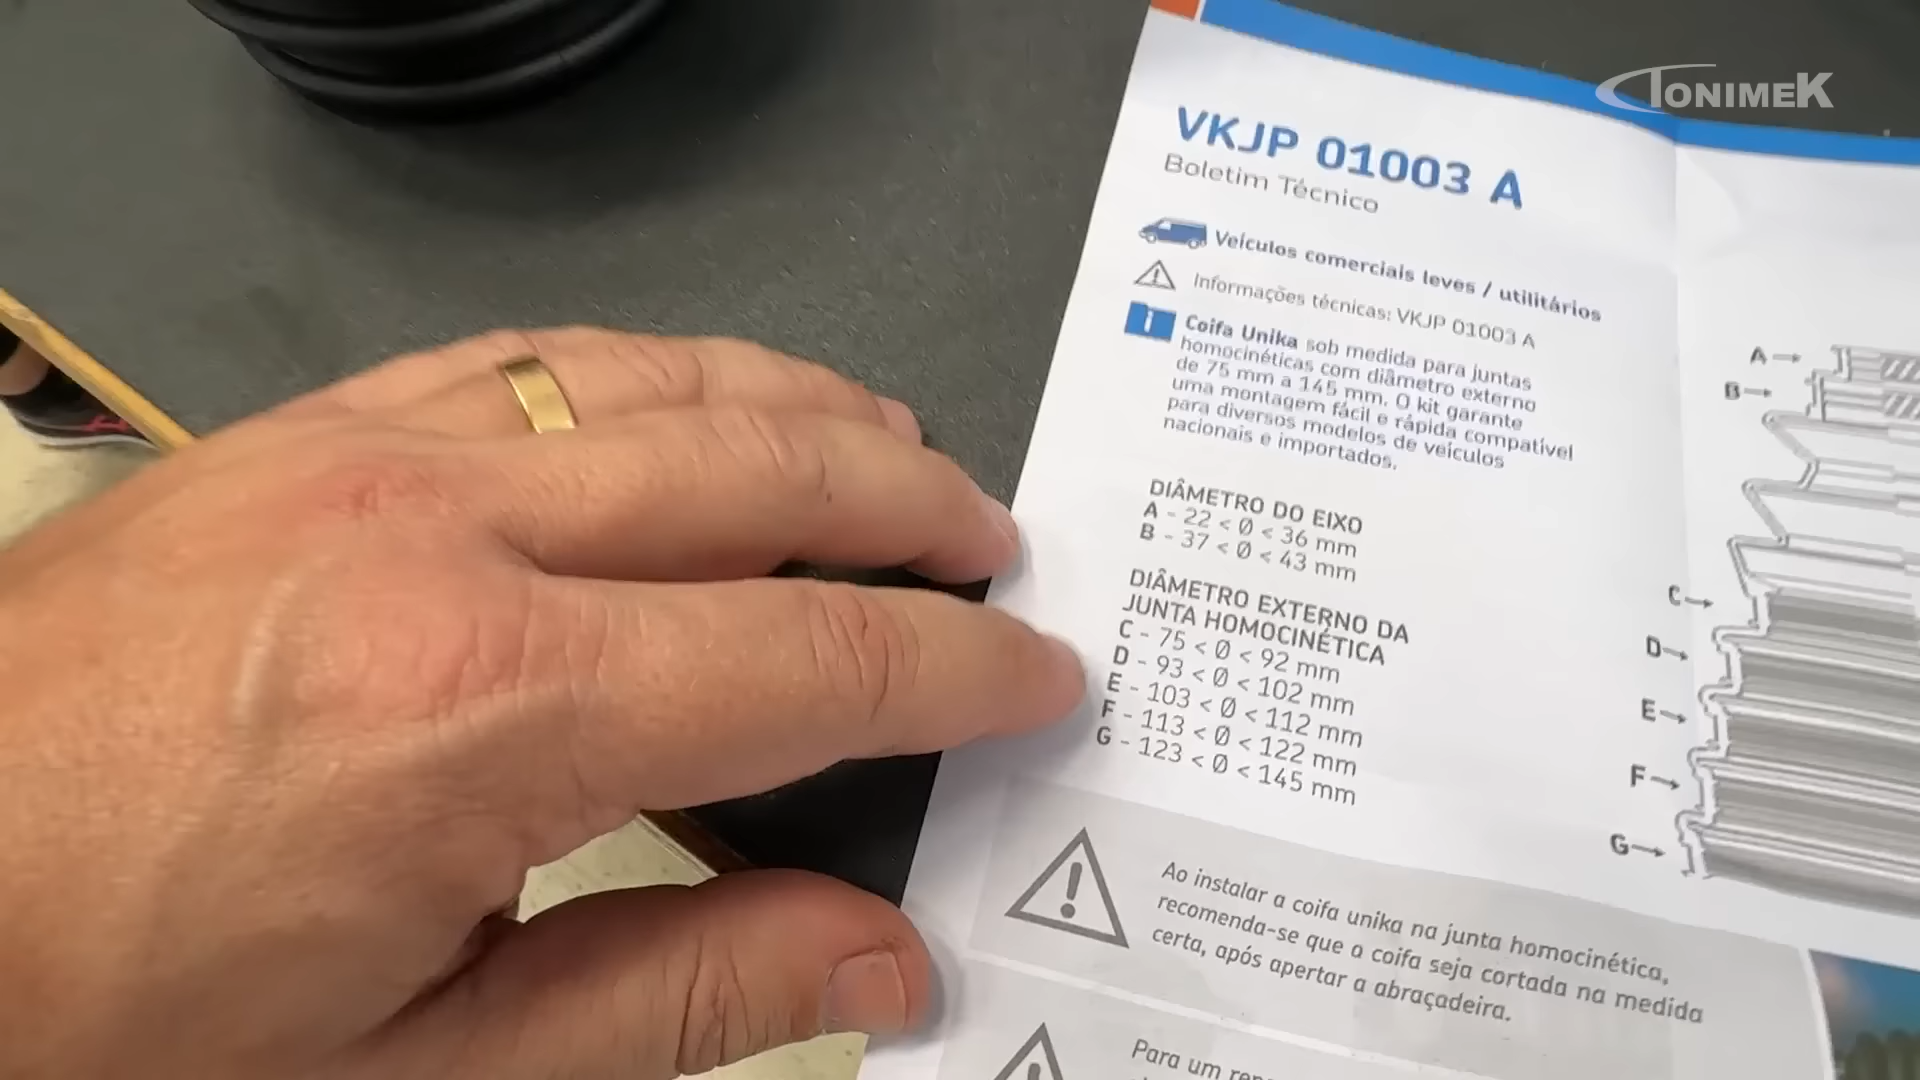 TONIMEK
VKJP 01003 A
Boletim Técnico
Veículos comerciais leves / utilitários
Informações técnicas: VKJP 01003 A
i
Coifa Unika sob medida para juntas
homocinéticas com diâmetro externo
de 75 mm a 145 mm. O kit garante
uma montagem fácil e rápida compatível
para diversos modelos de veículos
nacionais e importados.
DIÂMETRO DO EIXO
A - 22 < Ø < 36 mm
B - 37 < Ø < 43 mm
DIÂMETRO EXTERNO DA
JUNTA HOMOCINÉTICA
C - 75 < Ø < 92 mm
D - 93 < Ø < 102 mm
E - 103 < Ø < 112 mm
F - 113 < Ø < 122 mm
G - 123 < Ø < 145 mm
A
B
C
D
E
F
G
Ao instalar a coifa unika na junta homocinética,
recomenda-se que a coifa seja cortada na medida
certa, após apertar a abraçadeira.
Para um